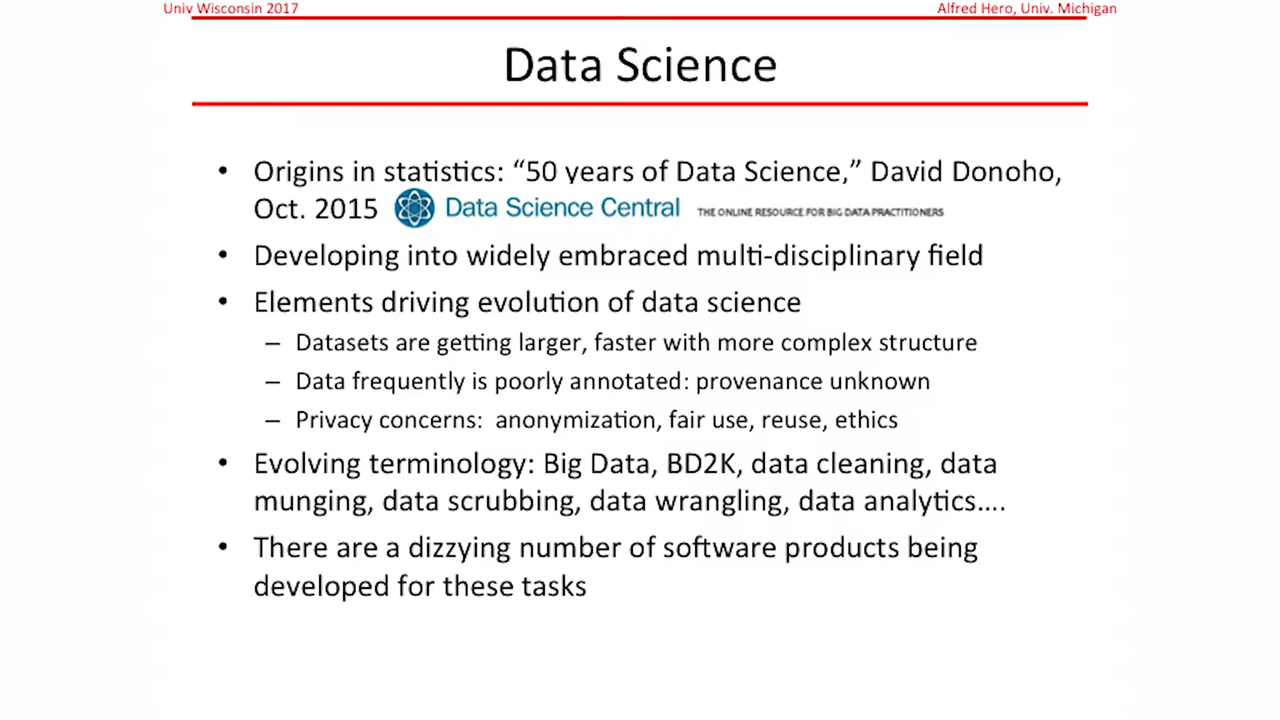 Univ Wisconsin 2017
Alfred Hero, Univ. Michigan
Data Science
• Origins in statistics: “50 years of Data Science,” David Donoho,
Oct. 2015 Data Science Central THE ONLINE RESOURCE FOR BIG DATA PRACTITIONERS
• Developing into widely embraced multi-disciplinary field
• Elements driving evolution of data science
– Datasets are getting larger, faster with more complex structure
– Data frequently is poorly annotated: provenance unknown
– Privacy concerns: anonymization, fair use, reuse, ethics
• Evolving terminology: Big Data, BD2K, data cleaning, data
munging, data scrubbing, data wrangling, data analytics….
• There are a dizzying number of software products being
developed for these tasks